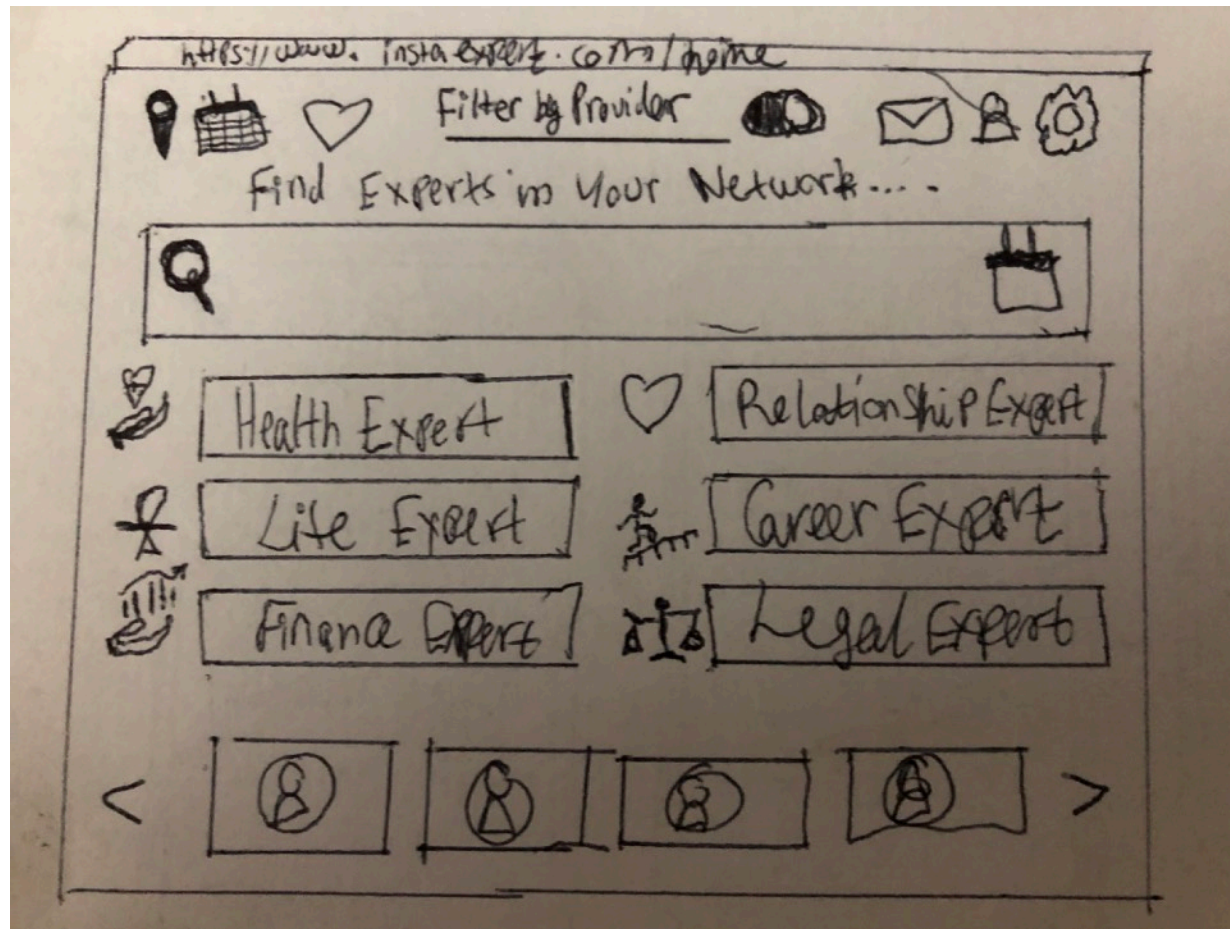 https://www.instaexpert.com/home
Filter by Provider
Find Experts in Your Network....
Health Expert
Relationship Expert
Life Expert
Career Expert
Finance Expert
Legal Expert
< >